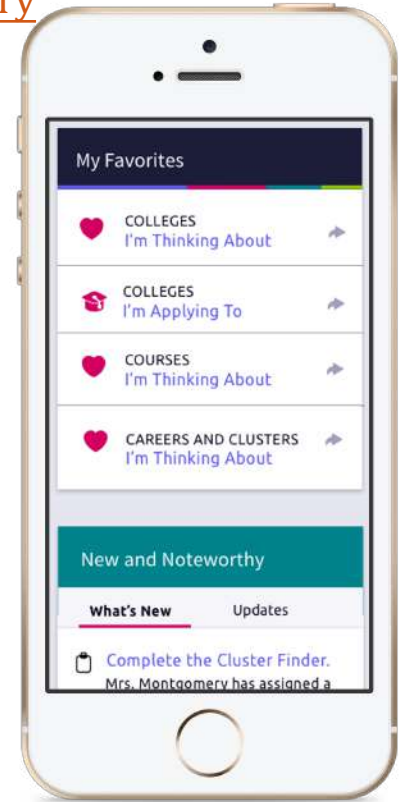 ry
My Favorites
COLLEGES
I'm Thinking About
COLLEGES
I'm Applying To
COURSES
I'm Thinking About
CAREERS AND CLUSTERS
I'm Thinking About
New and Noteworthy
What's New Updates
Complete the Cluster Finder.
Mrs. Montgomery has assigned a